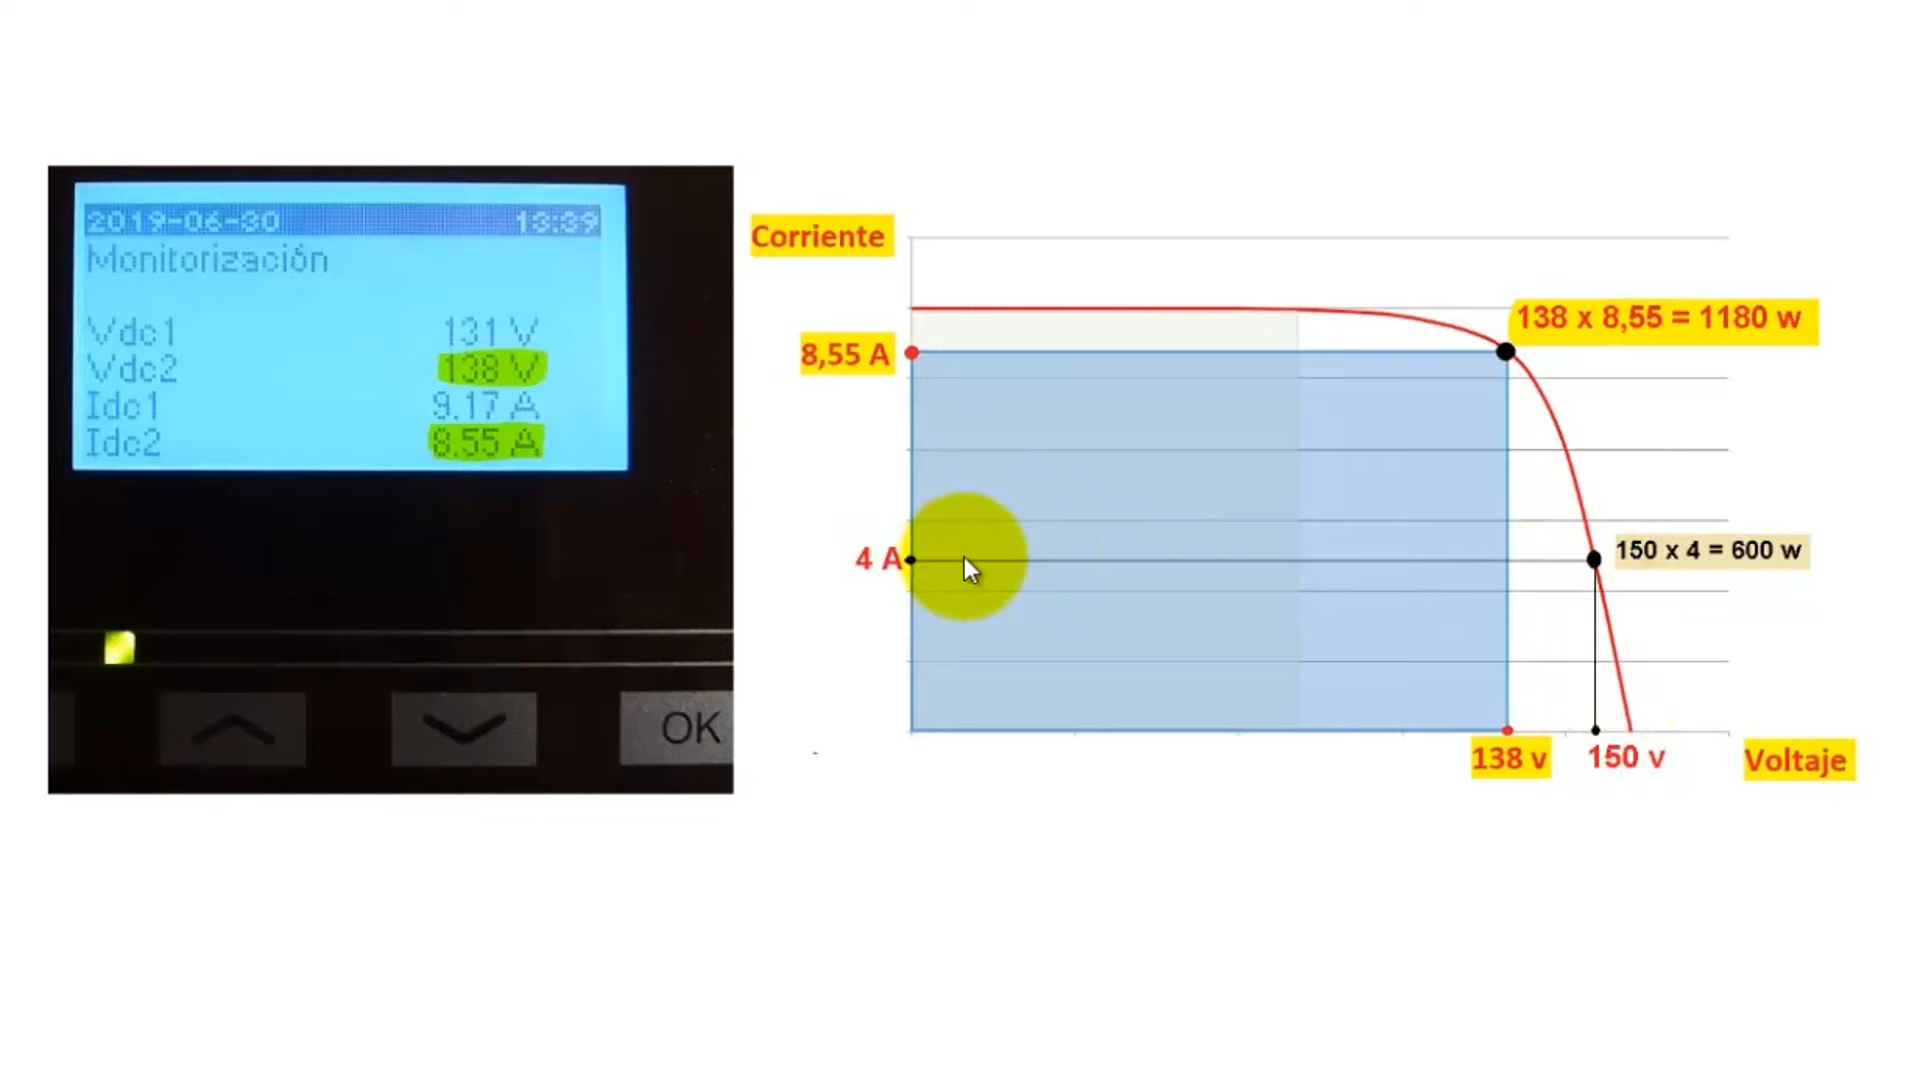 2019-06-30 13:39
Monitorización
Vdc1 131 V
Vdc2 138 V
Idc1 9.17 A
Idc2 8.55 A
OK
Corriente
138 x 8,55 = 1180 w
8,55 A
4 A
150 x 4 = 600 w
138 v
150 v
Voltaje